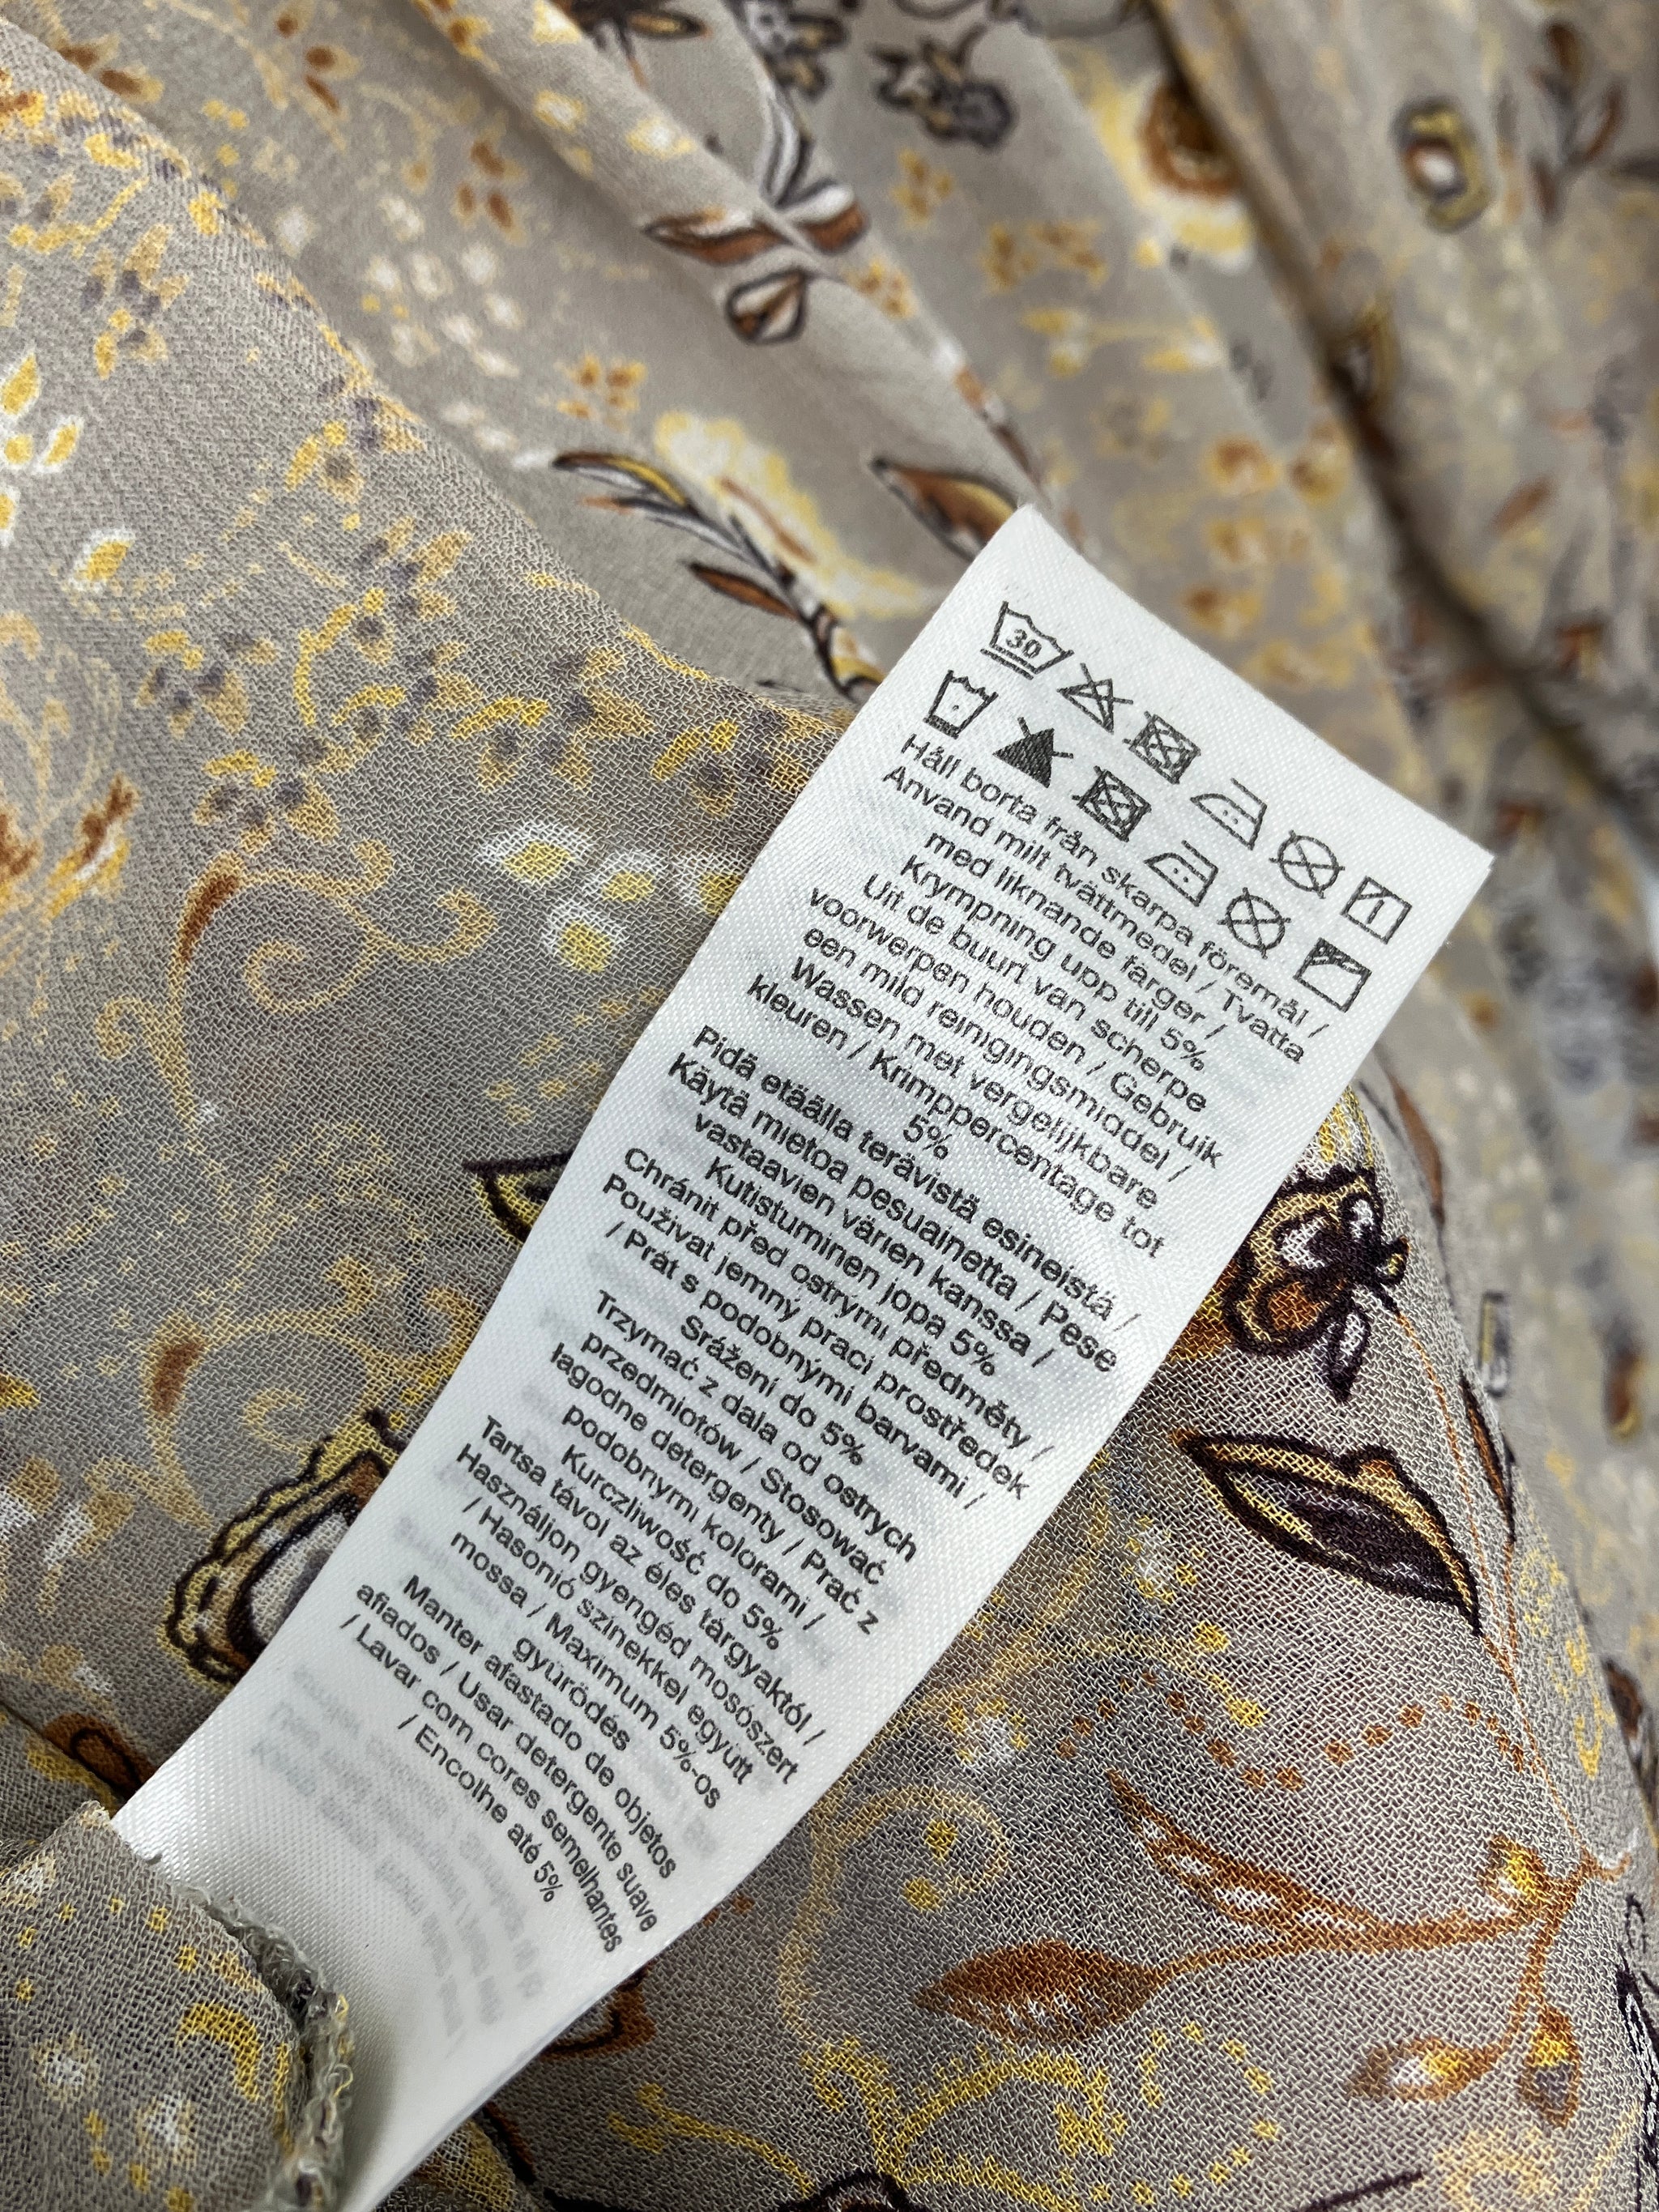 30
Håll borta från skarpa föremål /
Använd milt tvättmedel / Tvätta
med liknande färger /
Krympning upp till 5%
Uit de buurt van scherpe
voorwerpen houden / Gebruik
een mild reinigingsmiddel /
Wassen met vergelijkbare
kleuren / Krimppercentage tot
5%
Pidä etäällä terävistä esineistä /
Käytä mietoa pesuainetta / Pese
vastaavien värien kanssa /
Kutistuminen jopa 5%
Chránit před ostrými předměty /
Používat jemný prací prostředek
/ Prát s podobnými barvami /
Srážení do 5%
Trzymać z dala od ostrych
przedmiotów / Stosować
łagodne detergenty / Prać z
podobnymi kolorami /
Kurczliwość do 5%
Tartsa távol az éles tárgyaktól /
Használjon gyengéd mosószert
/ Hasonló színekkel együtt
mossa / Maximum 5%-os
gyűrődés
Manter afastado de objetos
afiados / Usar detergente suave
/ Lavar com cores semelhantes
/ Encolhe até 5%